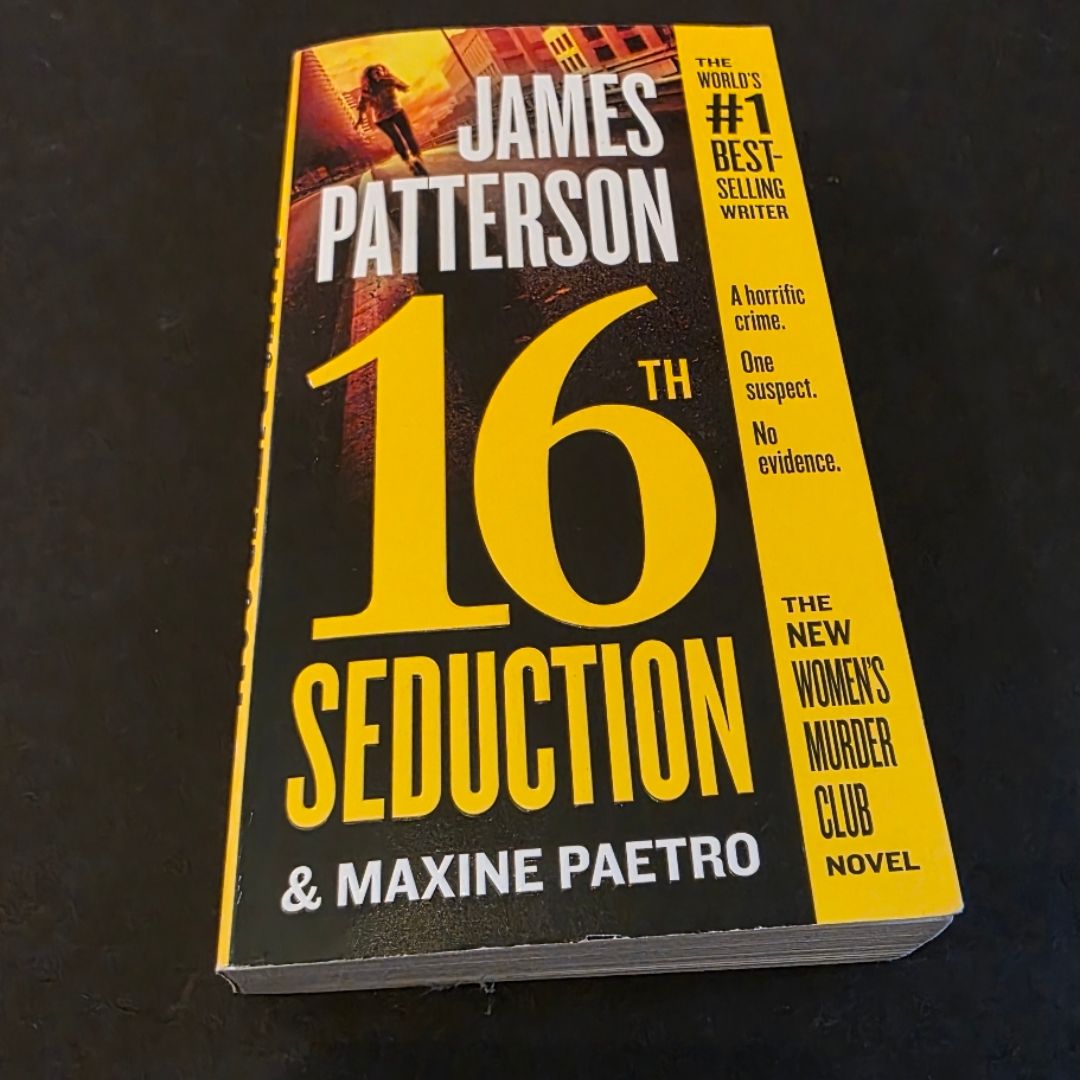 JAMES
PATTERSON
16TH
SEDUCTION
& MAXINE PAETRO
THE
WORLD'S
#1
BEST-
SELLING
WRITER
A horrific
crime.
One
suspect.
No
evidence.
THE
NEW
WOMEN'S
MURDER
CLUB
NOVEL